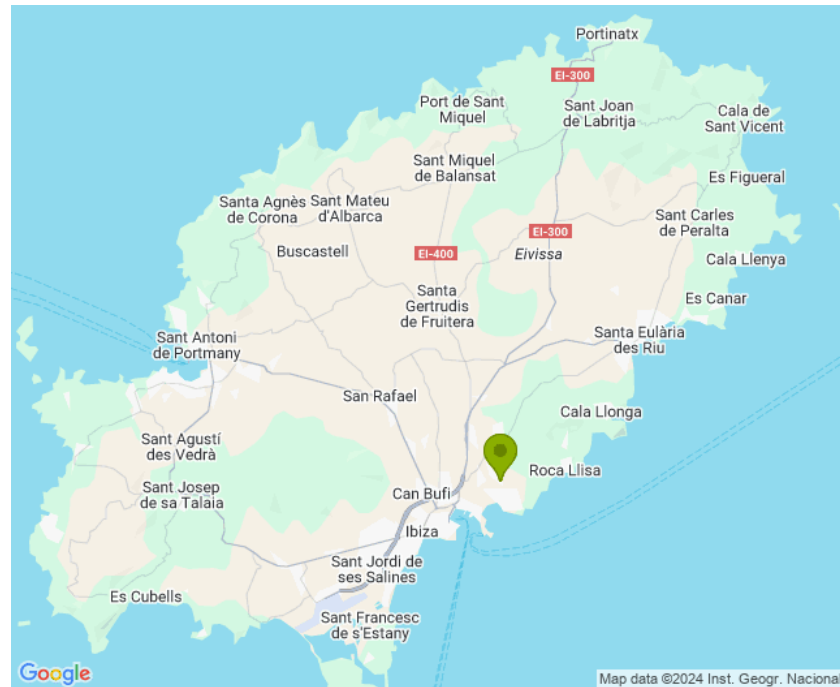 Portinatx
EI-300
Port de Sant
Miquel
Sant Joan
de Labritja
Cala de
Sant Vicent
Sant Miquel
de Balansat
Es Figueral
Santa Agnès
de Corona
Sant Mateu
d'Albarca
Sant Carles
de Peralta
EI-300
Buscastell
EI-400
Eivissa
Cala Llenya
Santa
Gertrudis
de Fruitera
Es Canar
Sant Antoni
de Portmany
Santa Eulària
des Riu
San Rafael
Cala Llonga
Sant Agustí
des Vedrà
Roca Llisa
Sant Josep
de sa Talaia
Can Bufi
Ibiza
Sant Jordi de
ses Salines
Es Cubells
Sant Francesc
de s'Estany
Google
Map data ©2024 Inst. Geogr. Nacional